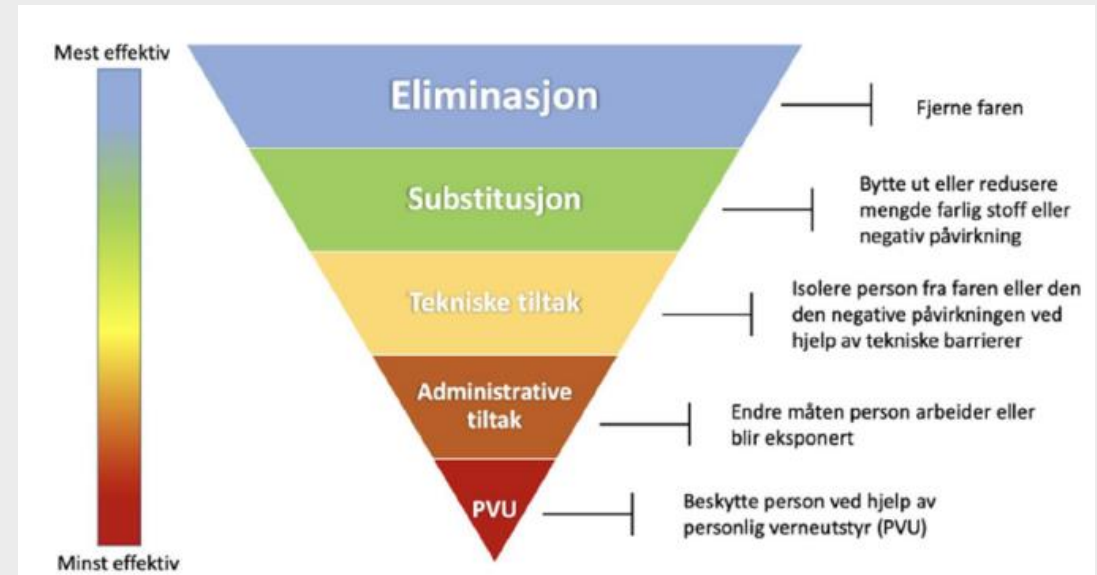 Mest effektiv
Eliminasjon
Fjerne faren
Substitusjon
Bytte ut eller redusere
mengde farlig stoff eller
negativ påvirkning
Tekniske tiltak
Isolere person fra faren eller den
den negative påvirkningen ved
hjelp av tekniske barrierer
Administrative
tiltak
Endre måten person arbeider eller
blir eksponert
PVU
Beskytte person ved hjelp av
personlig verneutstyr (PVU)
Minst effektiv